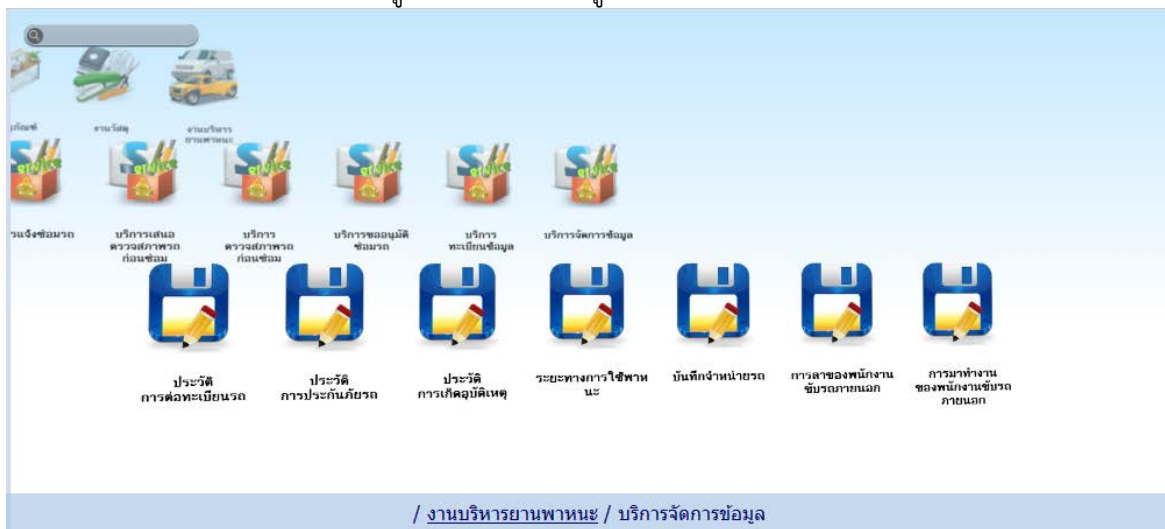 งานวัสดุ
งานบริหาร
ยานพาหนะ
บริการเสนอ
ตรวจสภาพรถ
ก่อนซ่อม
บริการ
ตรวจสภาพรถ
ก่อนซ่อม
บริการขออนุมัติ
ซ่อมรถ
บริการ
ทะเบียนข้อมูล
บริการจัดการข้อมูล
ประวัติ
การต่อทะเบียนรถ
ประวัติ
การประกันภัยรถ
ประวัติ
การเกิดอุบัติเหตุ
ระยะทางการใช้พาห
นะ
บันทึกจำหน่ายรถ
การลาของพนักงาน
ขับรถภายนอก
การมาทำงาน
ของพนักงานขับรถ
ภายนอก
/ งานบริหารยานพาหนะ / บริการจัดการข้อมูล